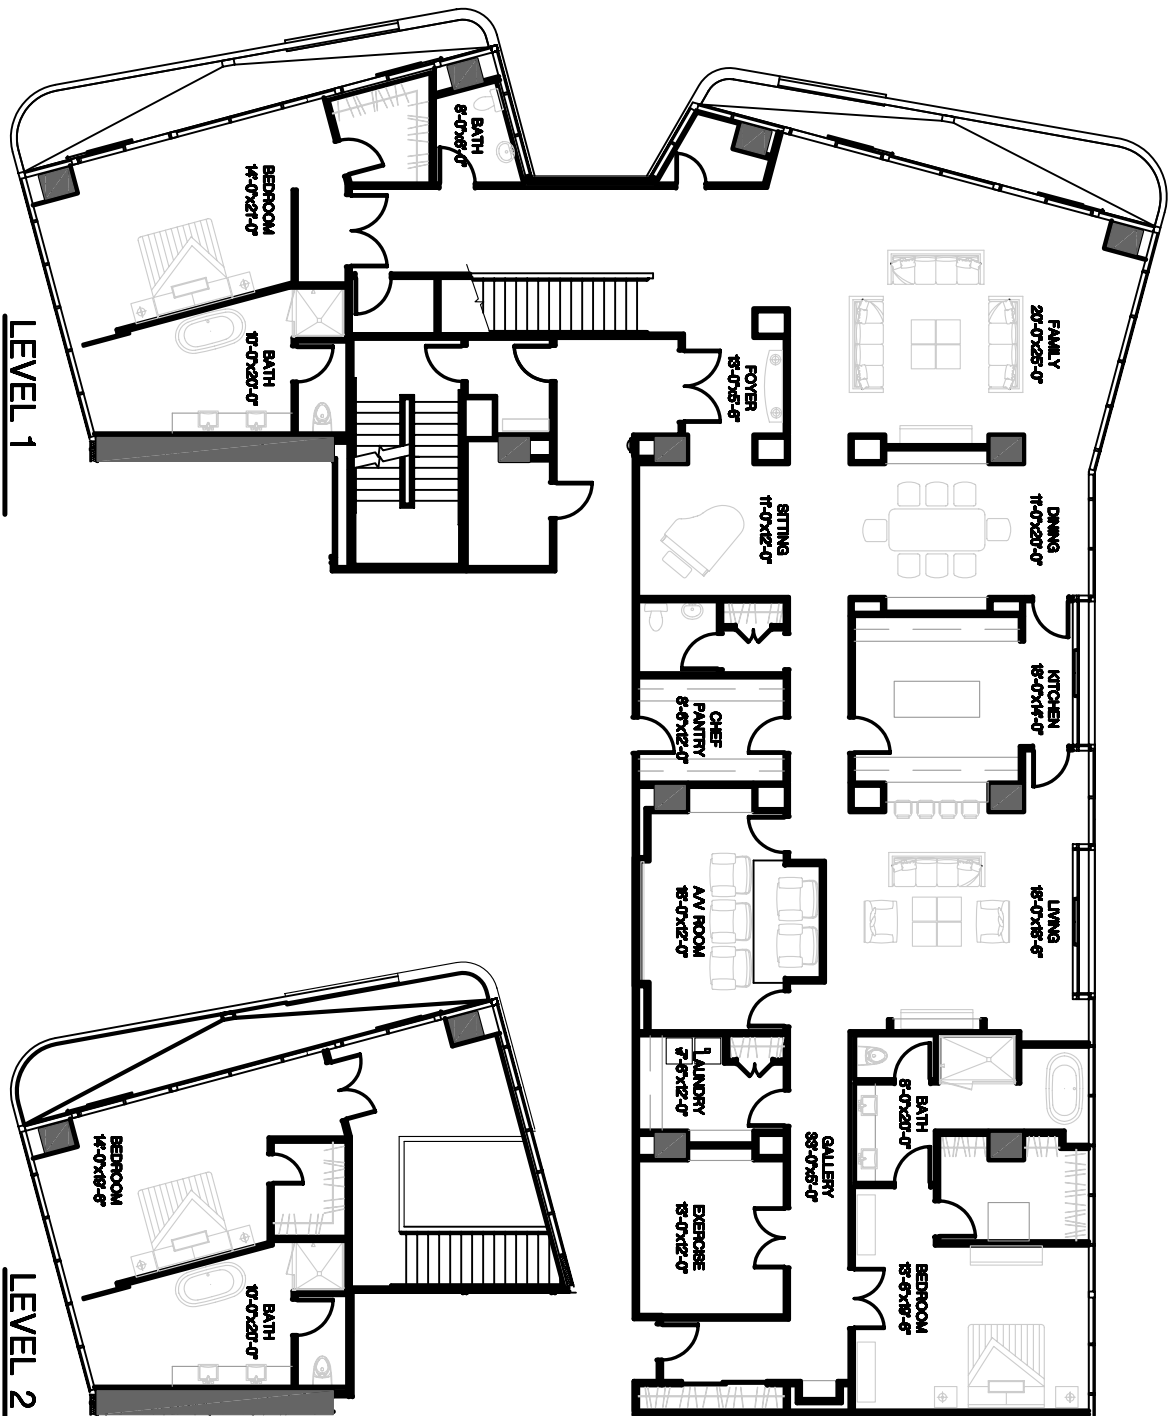 FAMILY
20'-0"x25'-0"
DINING
11'-0"x20'-0"
KITCHEN
18'-0"x14'-0"
LIVING
18'-0"x18'-6"
BATH
8'-0"x20'-0"
BEDROOM
13'-6"x19'-6"
GALLERY
39'-0"x5'-0"
FOYER
13'-0"x5'-6"
SITTING
11'-0"x12'-0"
CHEF
PANTRY
8'-6"x12'-0"
A/V ROOM
18'-0"x12'-0"
LAUNDRY
7'-6"x12'-0"
EXERCISE
13'-0"x12'-0"
BATH
8'-0"x6'-0"
BEDROOM
14'-0"x21'-0"
BATH
10'-0"x20'-0"
LEVEL 1
BEDROOM
14'-0"x19'-6"
BATH
10'-0"x20'-0"
LEVEL 2